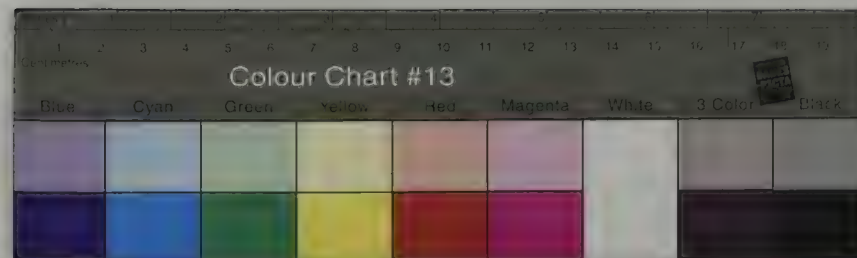 1 2 3 4 5 6 7 8 9 10 11 12 13 14 15 16 17 18 19
Centimetres
Colour Chart #13
Blue Cyan Green Yellow Red Magenta White 3 Color Black